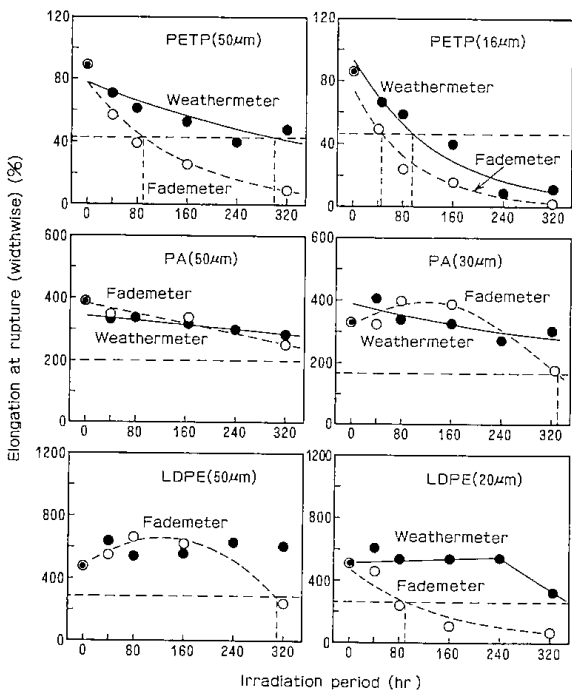 Elongation at rupture (widthwise) (%)
120
80
40
0
PETP(50μm)
Weathermeter
Fademeter
0 80 160 240 320
120
80
40
0
PETP(16μm)
Weathermeter
Fademeter
0 80 160 240 320
600
400
200
0
PA(50μm)
Fademeter
Weathermeter
0 80 160 240 320
600
400
200
0
PA(30μm)
Fademeter
Weathermeter
0 80 160 240 320
1200
800
400
0
LDPE(50μm)
Fademeter
0 80 160 240 320
1200
800
400
0
LDPE(20μm)
Weathermeter
Fademeter
0 80 160 240 320
Irradiation period (hr)